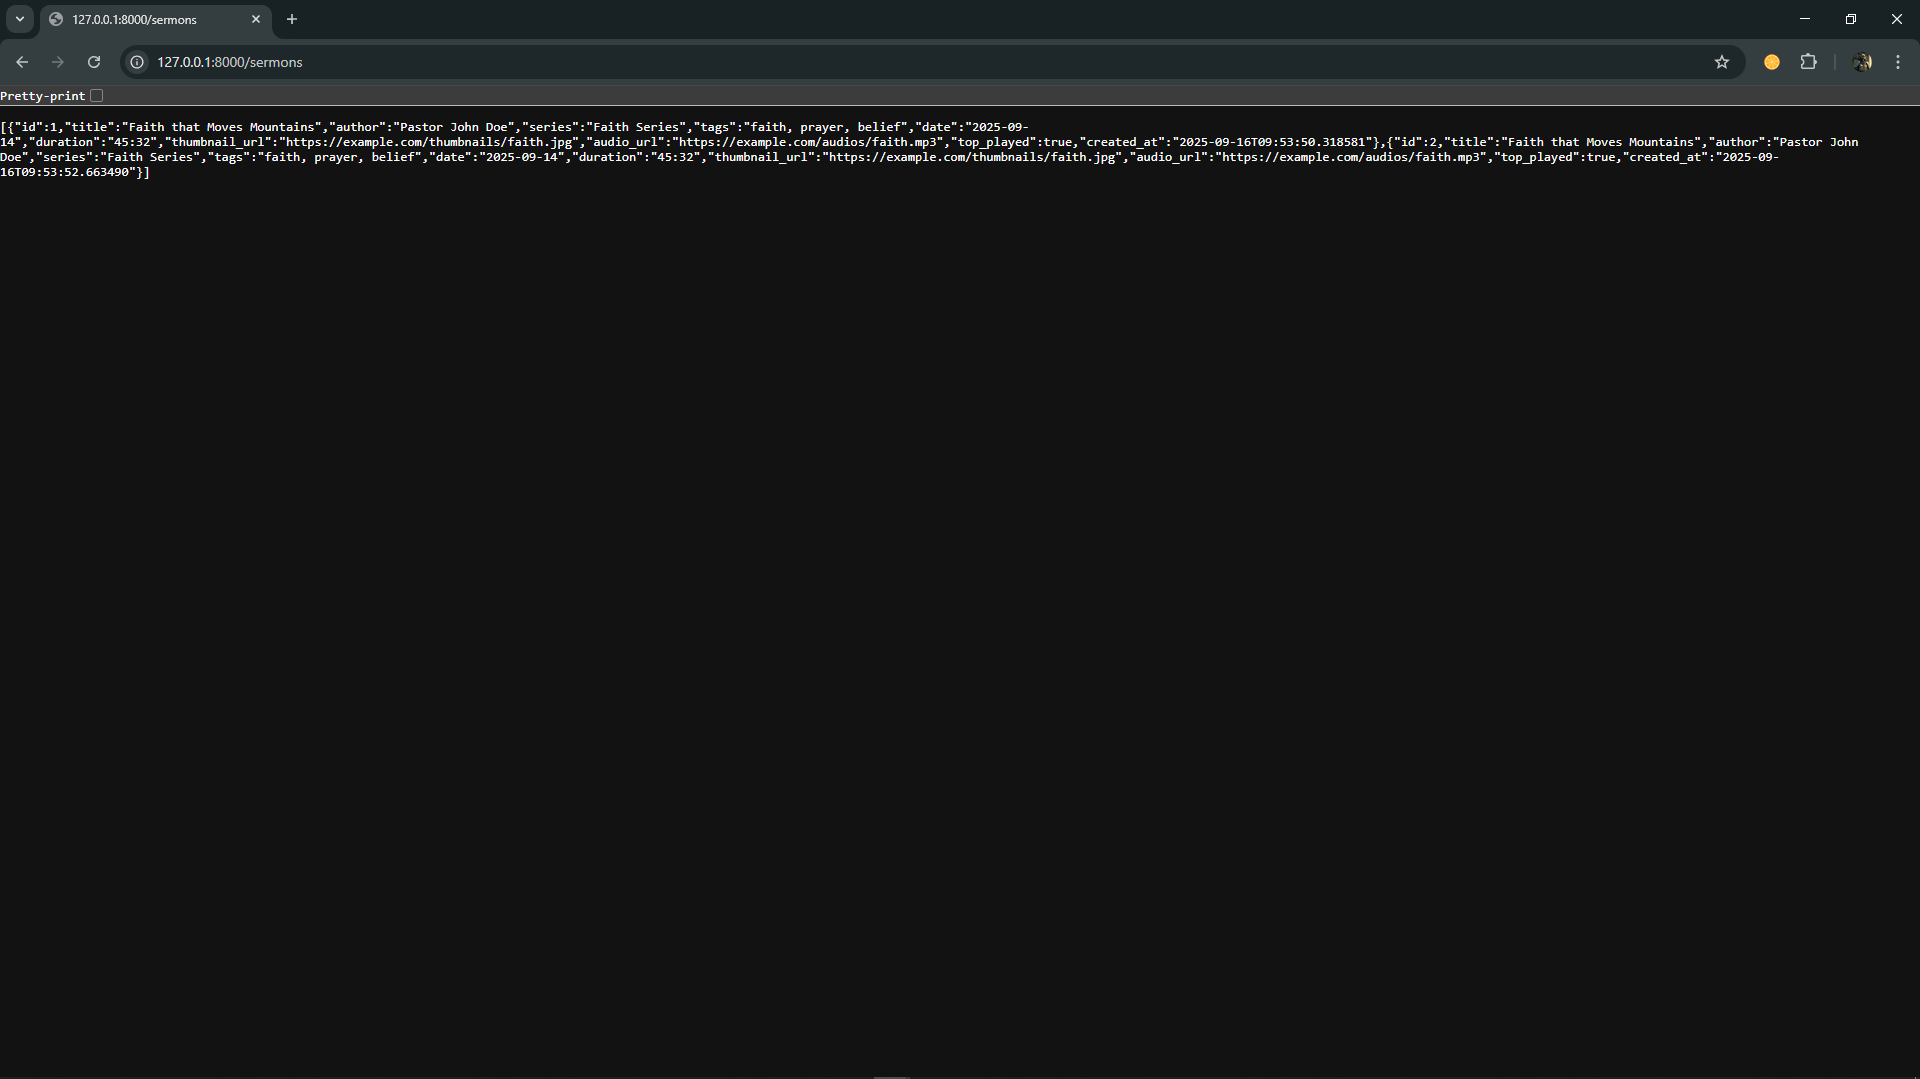 127.0.0.1:8000/sermons
127.0.0.1:8000/sermons
Pretty-print
[{"id":1,"title":"Faith that Moves Mountains","author":"Pastor John Doe","series":"Faith Series","tags":"faith, prayer, belief","date":"2025-09-
14","duration":"45:32","thumbnail_url":"https://example.com/thumbnails/faith.jpg","audio_url":"https://example.com/audios/faith.mp3","top_played":true,"created_at":"2025-09-16T09:53:50.318581"},{"id":2,"title":"Faith that Moves Mountains","author":"Pastor John
Doe","series":"Faith Series","tags":"faith, prayer, belief","date":"2025-09-14","duration":"45:32","thumbnail_url":"https://example.com/thumbnails/faith.jpg","audio_url":"https://example.com/audios/faith.mp3","top_played":true,"created_at":"2025-09-
16T09:53:52.663490"}]